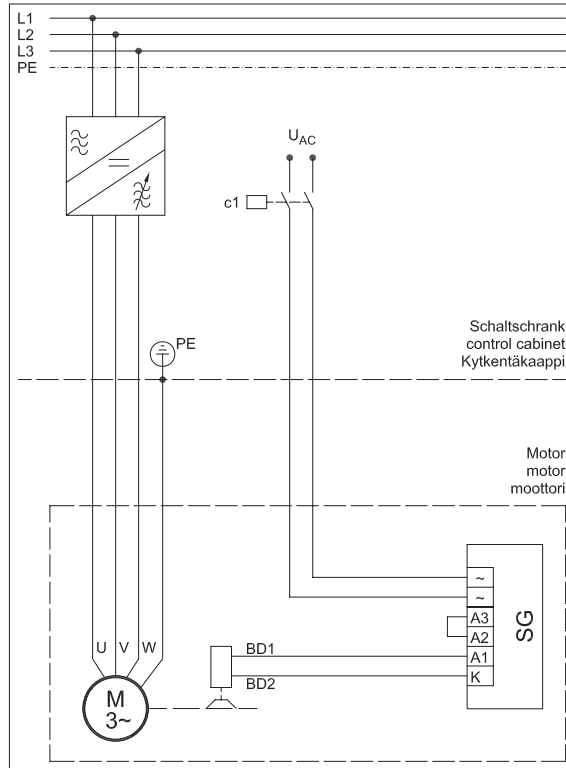 L1
L2
L3
PE
U_AC
c1
PE
Schaltschrank
control cabinet
Kytkentäkaappi
Motor
motor
moottori
~
~
A3
A2
A1
K
SG
BD1
BD2
U V W
M
3~